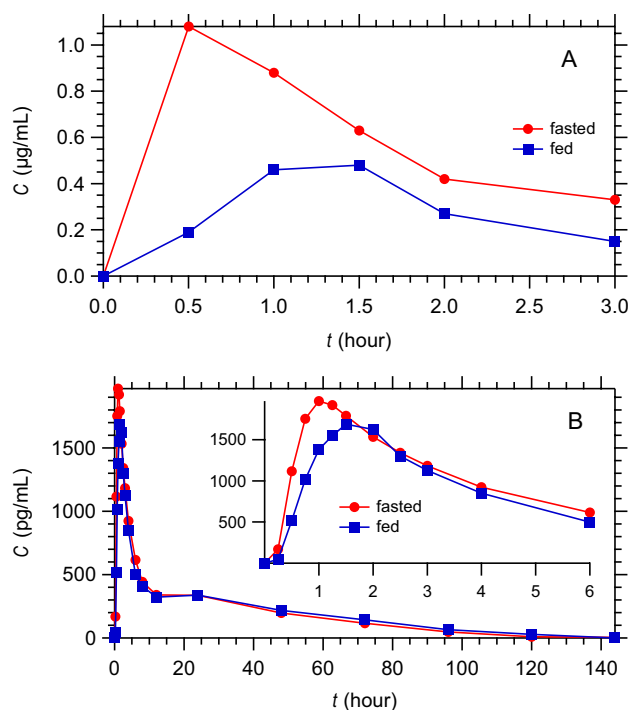 A
1.0
0.8
0.6
0.4
0.2
0.0
C (µg/mL)
fasted
fed
0.0 0.5 1.0 1.5 2.0 2.5 3.0
t (hour)
B
1500
1000
500
0
C (pg/mL)
1500
1000
500
fasted
fed
1 2 3 4 5 6
0 20 40 60 80 100 120 140
t (hour)